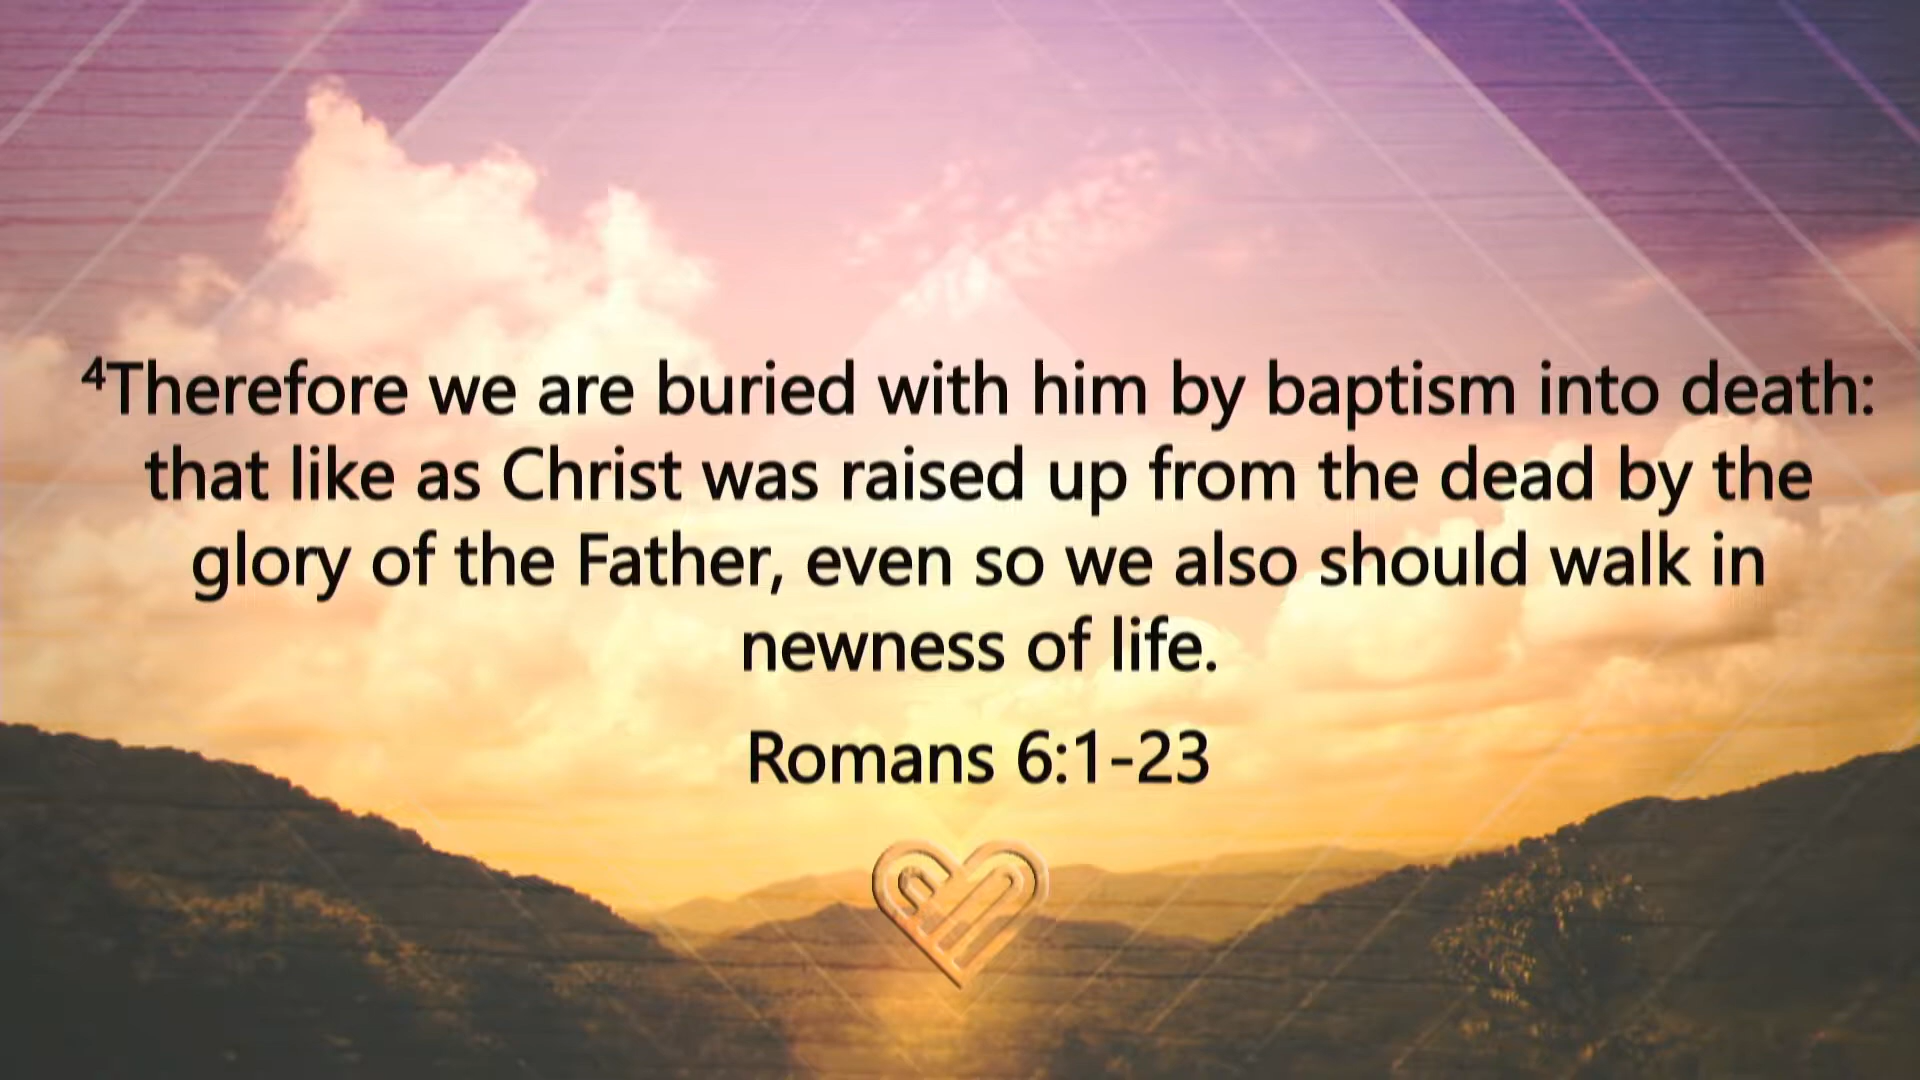 ⁴Therefore we are buried with him by baptism into death:
that like as Christ was raised up from the dead by the
glory of the Father, even so we also should walk in
newness of life.
Romans 6:1-23